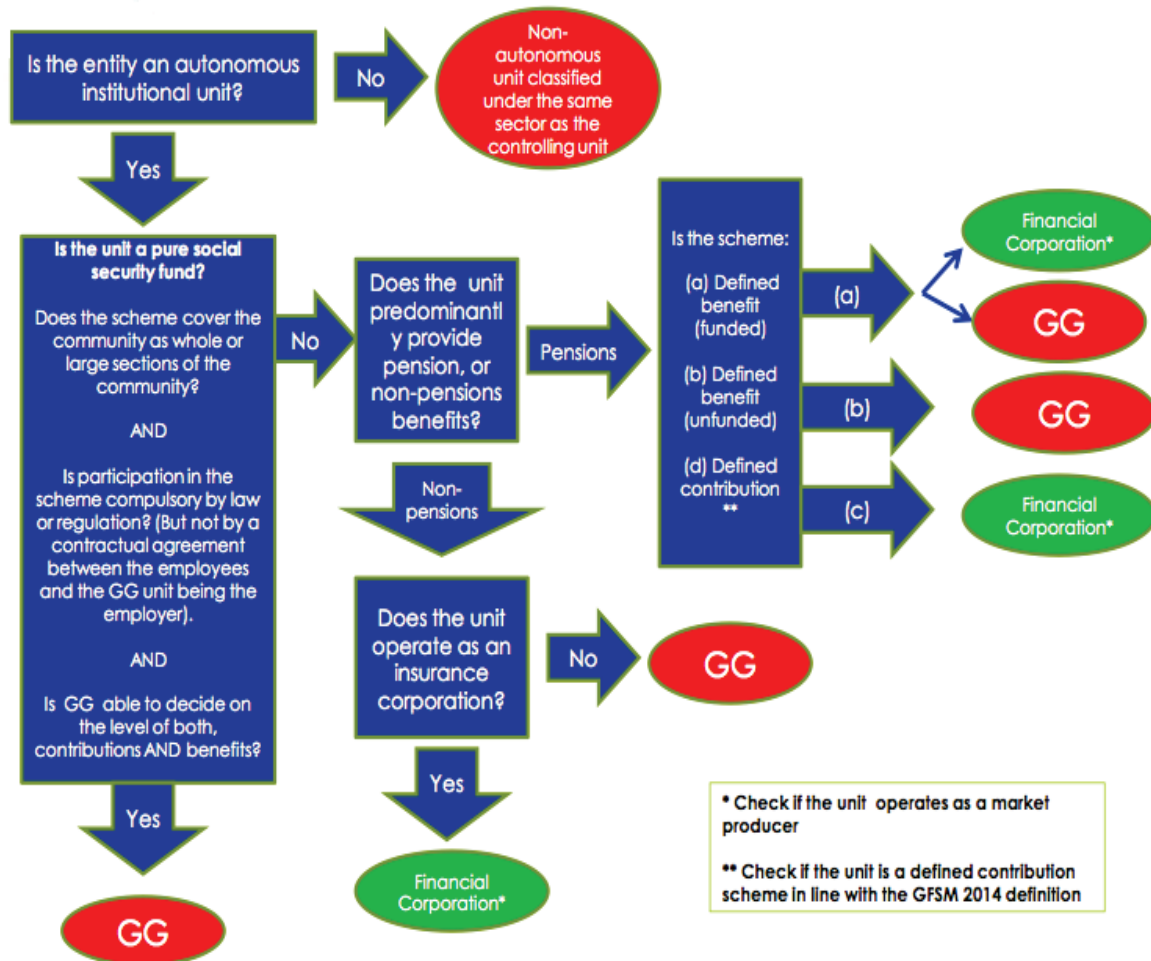 Is the entity an autonomous
institutional unit?
No
Non-
autonomous
unit classified
under the same
sector as the
controlling unit
Yes
Is the unit a pure social
security fund?
Does the scheme cover the
community as whole or
large sections of the
community?
AND
Is participation in the
scheme compulsory by law
or regulation? (But not by a
contractual agreement
between the employees
and the GG unit being the
employer).
AND
Is GG able to decide on
the level of both,
contributions AND benefits?
Yes
GG
No
Does the unit
predominantl
y provide
pension, or
non-pensions
benefits?
Pensions
Is the scheme:
(a) Defined
benefit
(funded)
(b) Defined
benefit
(unfunded)
(d) Defined
contribution
**
(a)
Financial
Corporation*
GG
(b)
GG
(c)
Financial
Corporation*
Non-
pensions
Does the unit
operate as an
insurance
corporation?
No
GG
Yes
Financial
Corporation*
* Check if the unit operates as a market
producer
** Check if the unit is a defined contribution
scheme in line with the GFSM 2014 definition